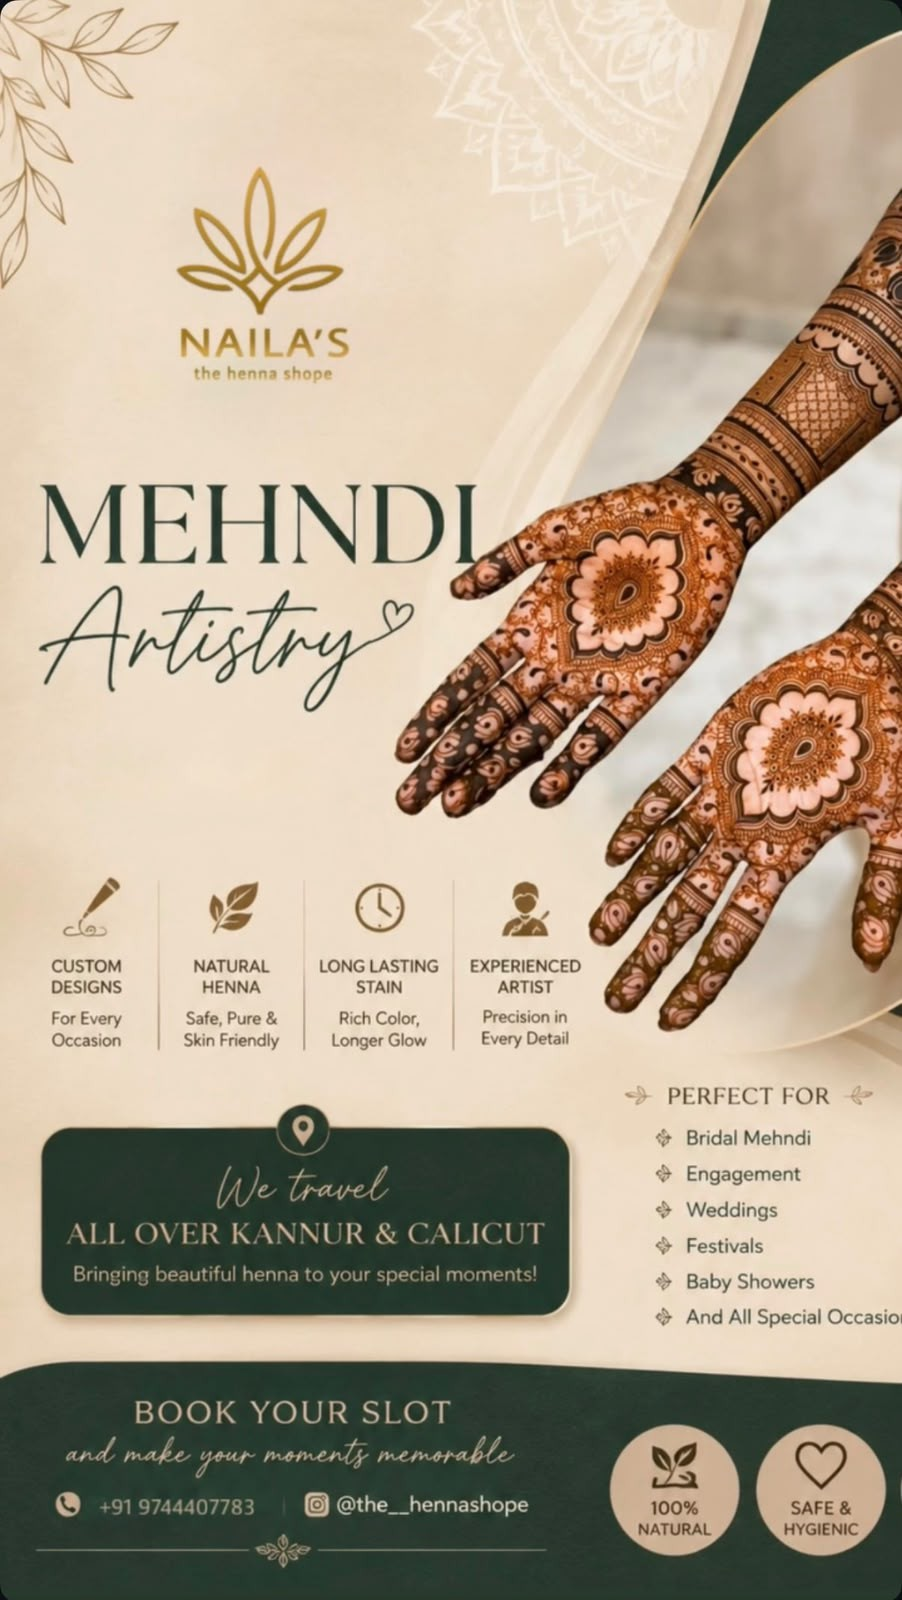 NAILA'S
the henna shope
MEHNDI
Artistry
CUSTOM
DESIGNS
For Every
Occasion
NATURAL
HENNA
Safe, Pure &
Skin Friendly
LONG LASTING
STAIN
Rich Color,
Longer Glow
EXPERIENCED
ARTIST
Precision in
Every Detail
PERFECT FOR
Bridal Mehndi
Engagement
Weddings
Festivals
Baby Showers
And All Special Occasion
We travel
ALL OVER KANNUR & CALICUT
Bringing beautiful henna to your special moments!
BOOK YOUR SLOT
and make your moments memorable
+91 9744407783
@the__hennashope
100%
NATURAL
SAFE &
HYGIENIC